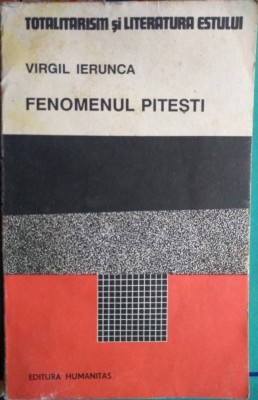 TOTALITARISM și LITERATURA ESTULUI
VIRGIL IERUNCA
FENOMENUL PITEȘTI
EDITURA HUMANITAS